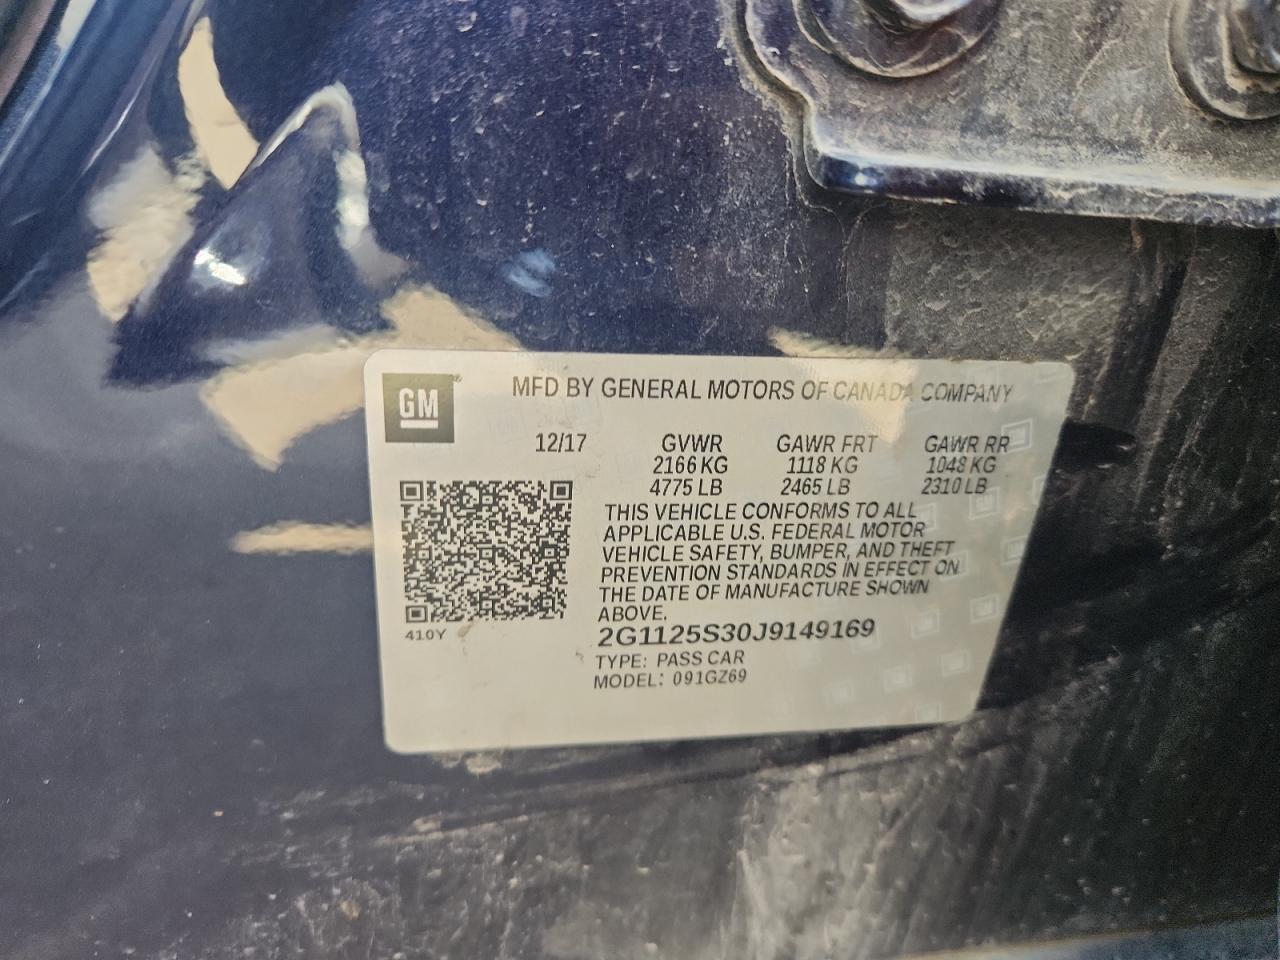 GM
MFD BY GENERAL MOTORS OF CANADA COMPANY
12/17 GVWR GAWR FRT GAWR RR
2166 KG 1118 KG 1048 KG
4775 LB 2465 LB 2310 LB
THIS VEHICLE CONFORMS TO ALL
APPLICABLE U.S. FEDERAL MOTOR
VEHICLE SAFETY, BUMPER, AND THEFT
PREVENTION STANDARDS IN EFFECT ON
THE DATE OF MANUFACTURE SHOWN
ABOVE.
410Y
2G1125S30J9149169
TYPE: PASS CAR
MODEL: 091GZ69